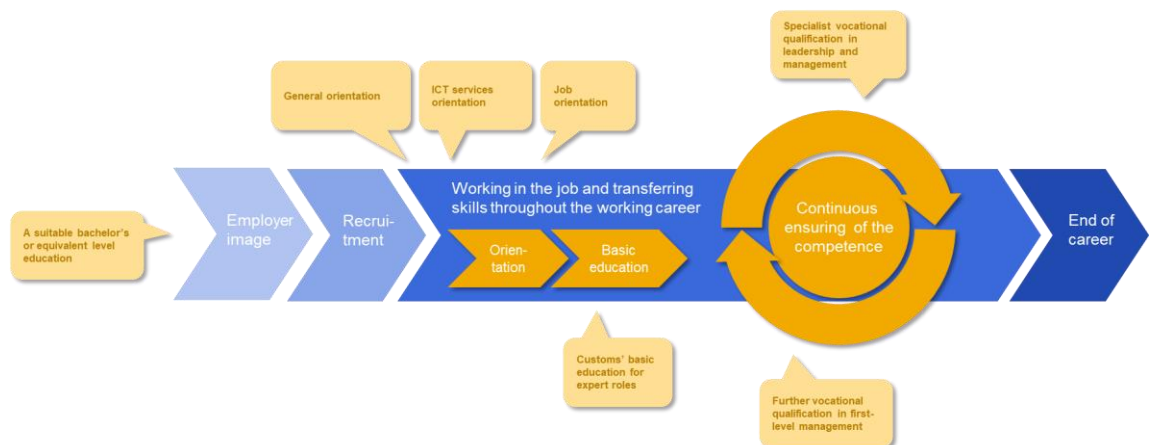 Specialist vocational
qualification in
leadership and
management
General orientation
ICT services
orientation
Job
orientation
A suitable bachelor's
or equivalent level
education
Employer
image
Recrui-
tment
Working in the job and transferring
skills throughout the working career
Orien-
tation
Basic
education
Continuous
ensuring of the
competence
End of
career
Customs' basic
education for
expert roles
Further vocational
qualification in first-
level management